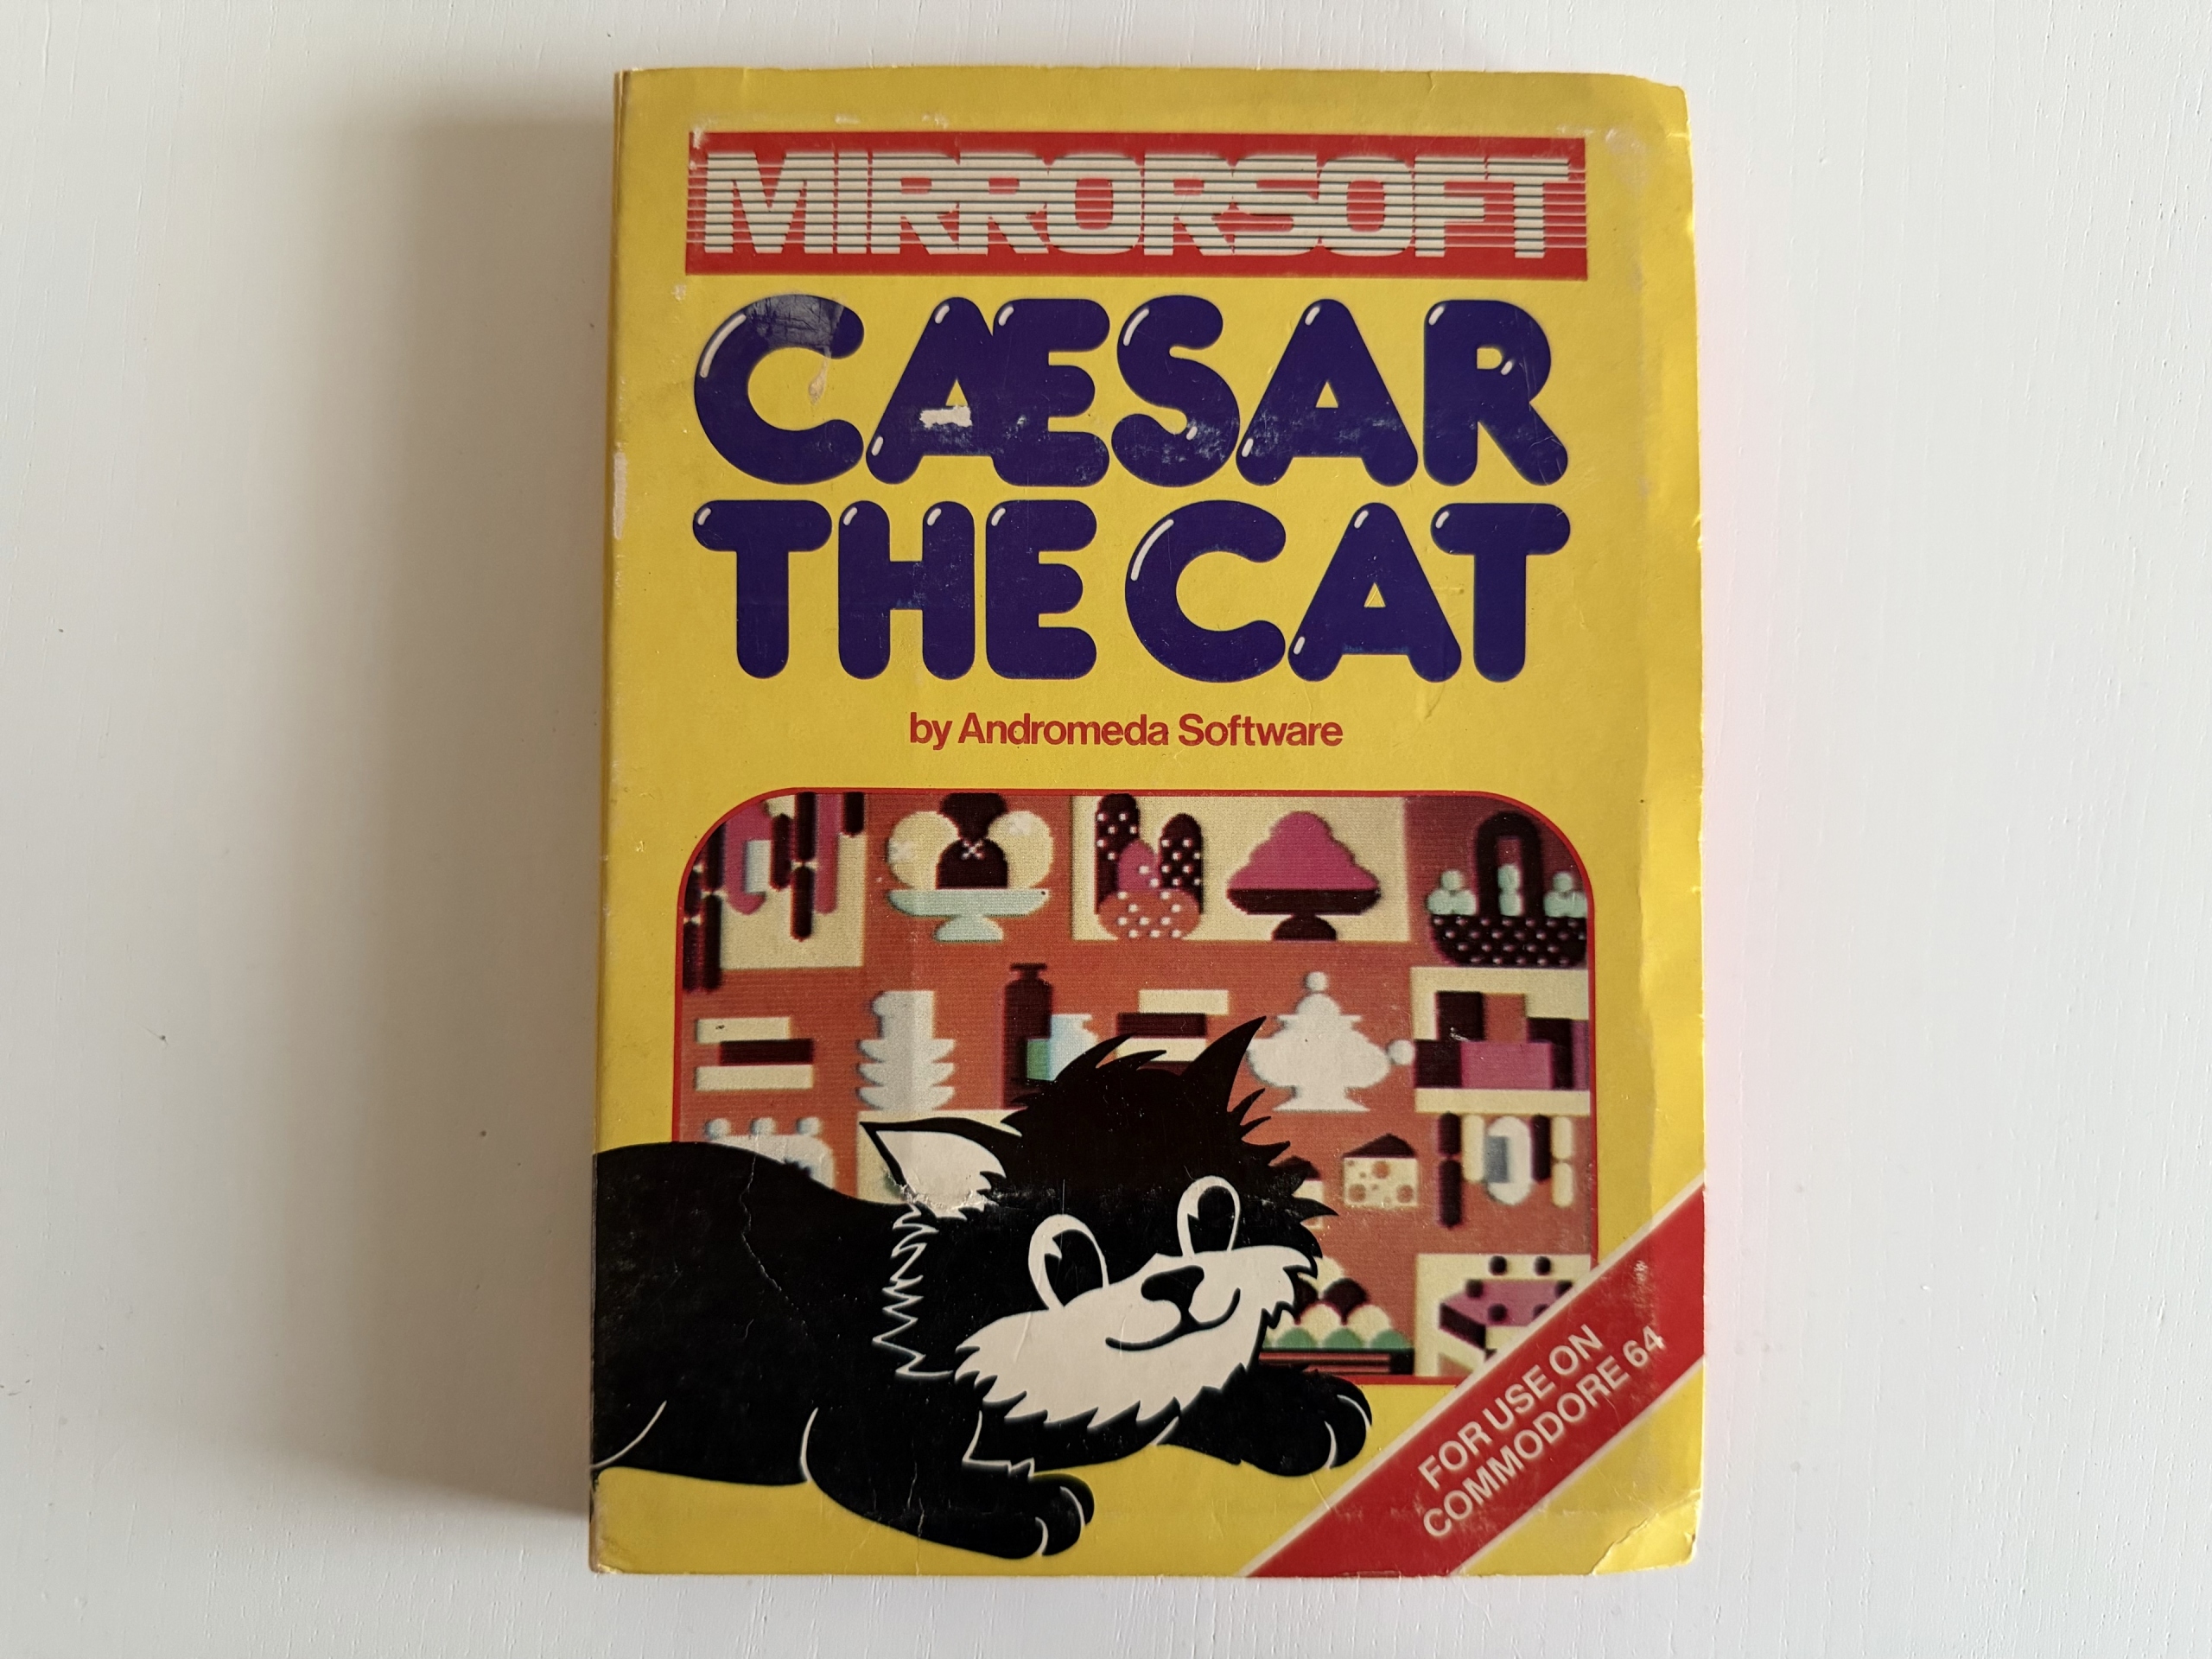 MIRRORSOFT
CÆSAR
THE CAT
by Andromeda Software
FOR USE ON
COMMODORE 64